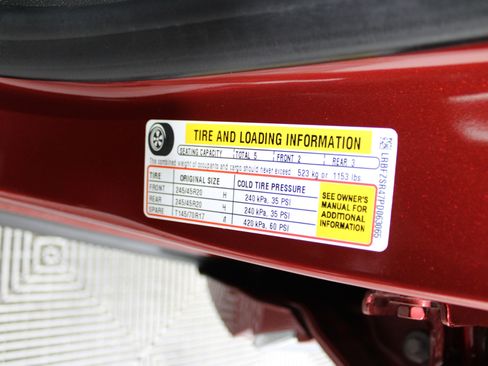 TIRE AND LOADING INFORMATION
SEATING CAPACITY TOTAL 5 FRONT 2 REAR 3
The combined weight of occupants and cargo should never exceed 523 kg or 1153 lbs
TIRE ORIGINAL SIZE COLD TIRE PRESSURE
FRONT 245/45R20 H 240 kPa, 35 PSI
REAR 245/45R20 240 kPa, 35 PSI
SPARE T145/70R17 420 kPa, 60 PSI
SEE OWNER'S
MANUAL FOR
ADDITIONAL
INFORMATION